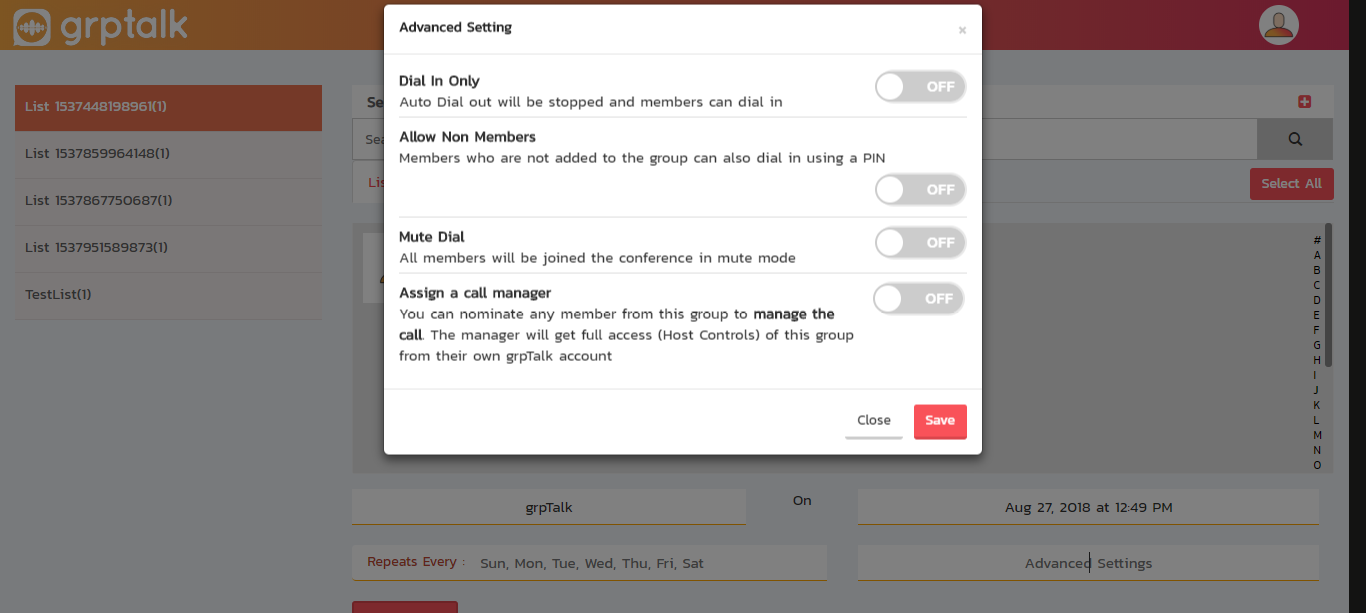 grptalk
Advanced Setting
×
Dial In Only
Auto Dial out will be stopped and members can dial in
OFF
Allow Non Members
Members who are not added to the group can also dial in using a PIN
OFF
Mute Dial
All members will be joined the conference in mute mode
OFF
Assign a call manager
You can nominate any member from this group to manage the
call. The manager will get full access (Host Controls) of this group
from their own grpTalk account
OFF
Close
Save
List 1537448198961(1)
List 1537859964148(1)
List 1537867750687(1)
List 1537951589873(1)
TestList(1)
Select All
#
A
B
C
D
E
F
G
H
I
J
K
L
M
N
O
grpTalk
On
Aug 27, 2018 at 12:49 PM
Repeats Every : Sun, Mon, Tue, Wed, Thu, Fri, Sat
Advanced Settings